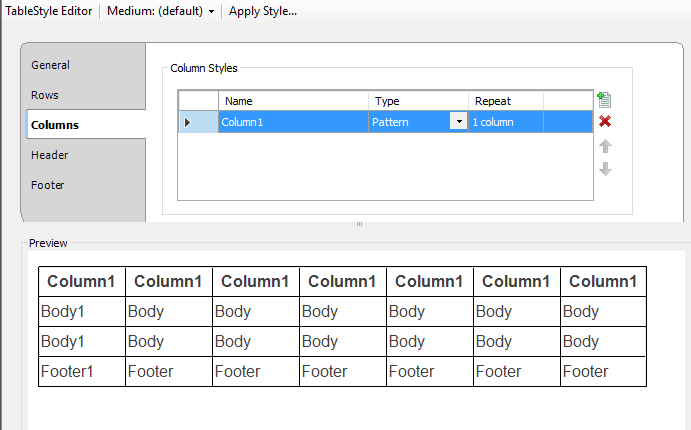 TableStyle Editor Medium: (default) Apply Style...
General
Rows
Columns
Header
Footer
Column Styles
Name Type Repeat
Column1 Pattern 1 column
Preview
Column1 Column1 Column1 Column1 Column1 Column1 Column1
Body1 Body Body Body Body Body Body
Body1 Body Body Body Body Body Body
Footer1 Footer Footer Footer Footer Footer Footer